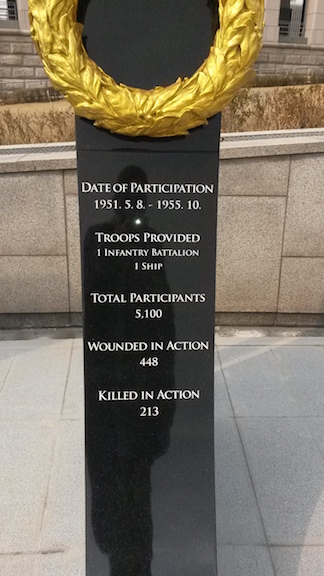 DATE OF PARTICIPATION
1951. 5. 8. - 1955. 10.
TROOPS PROVIDED
1 INFANTRY BATTALION
1 SHIP
TOTAL PARTICIPANTS
5,100
WOUNDED IN ACTION
448
KILLED IN ACTION
213